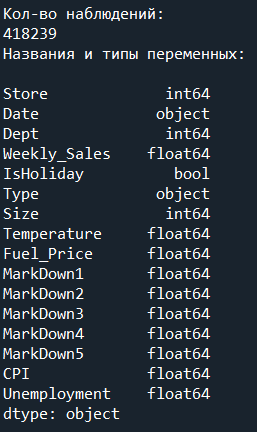 Кол-во наблюдений:
418239
Названия и типы переменных:
Store int64
Date object
Dept int64
Weekly_Sales float64
IsHoliday bool
Type object
Size int64
Temperature float64
Fuel_Price float64
MarkDown1 float64
MarkDown2 float64
MarkDown3 float64
MarkDown4 float64
MarkDown5 float64
CPI float64
Unemployment float64
dtype: object